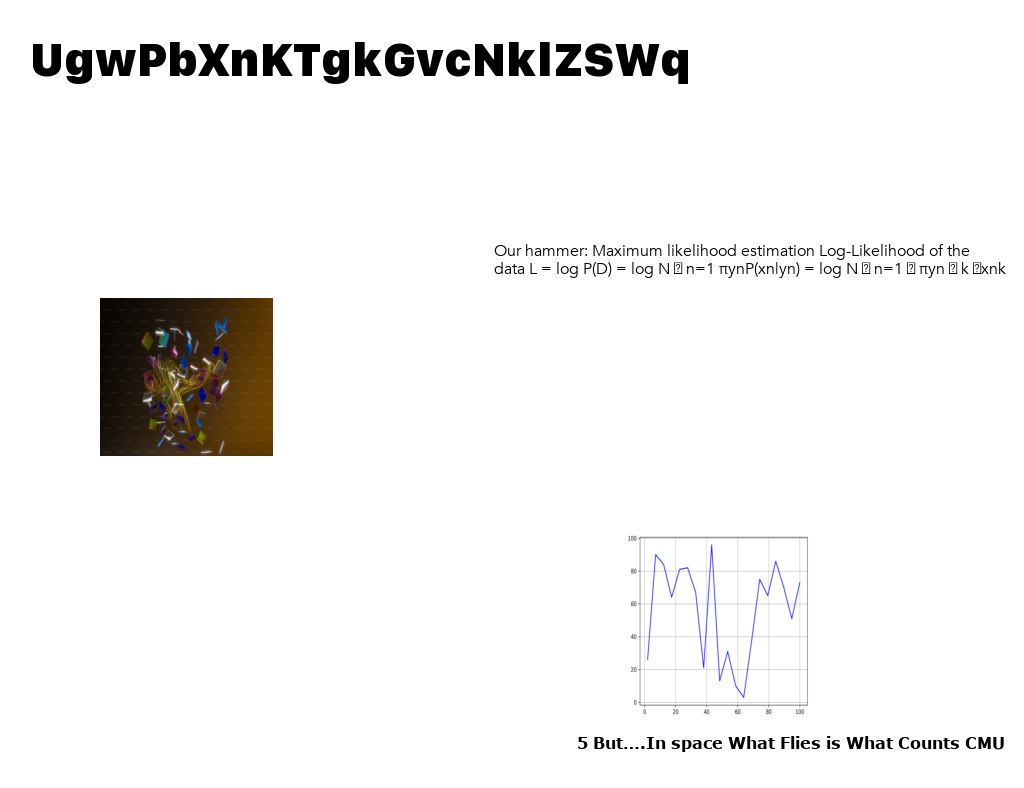 UgwPbXnKTgkGvcNklZSWq
Our hammer: Maximum likelihood estimation Log-Likelihood of the
data L = log P(D) = log N n=1 πynP(xnlyn) = log N n=1 πyn k xnk
100
80
60
40
20
0
0 20 40 60 80 100
5 But....In space What Flies is What Counts CMU